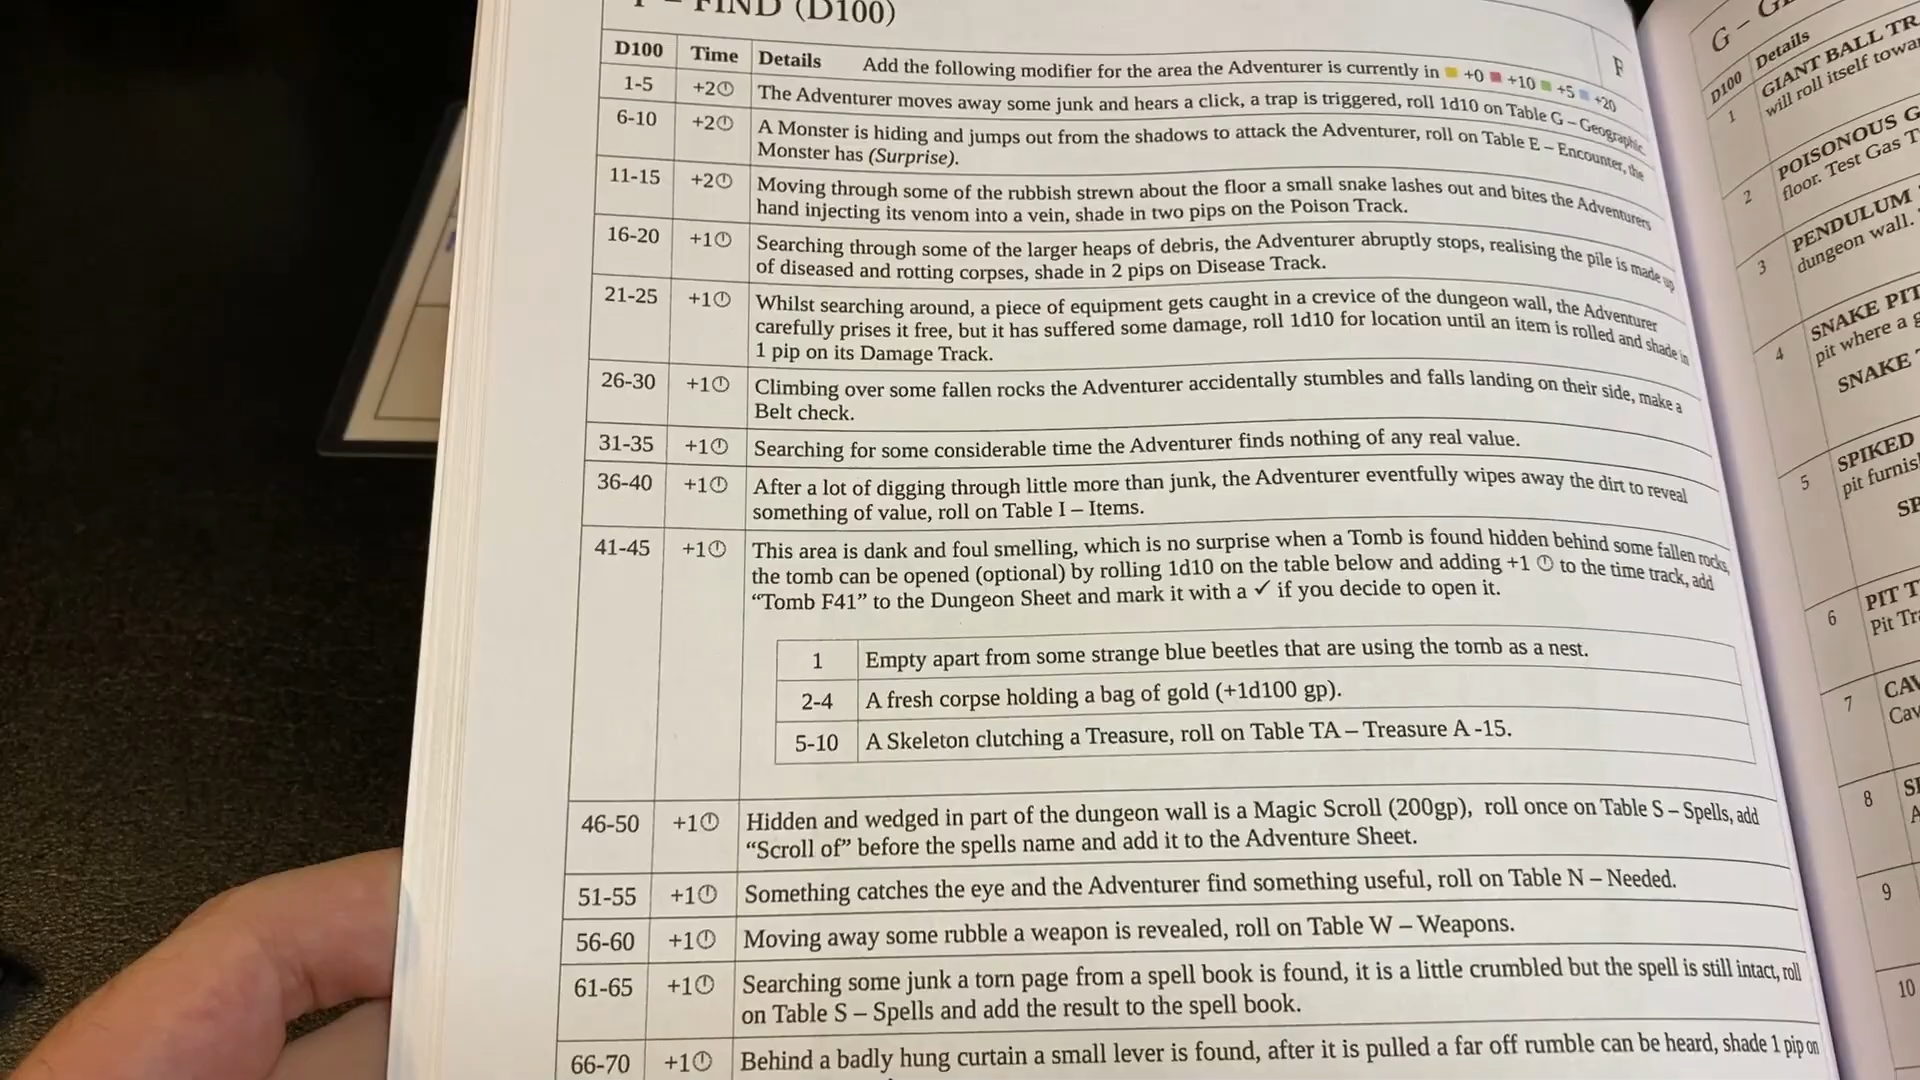 F – FIND (D100)
F
D100 Time Details Add the following modifier for the area the Adventurer is currently in +0 +10 +5 +20
1-5 +2 The Adventurer moves away some junk and hears a click, a trap is triggered, roll 1d10 on Table G – Geographic.
6-10 +2 A Monster is hiding and jumps out from the shadows to attack the Adventurer, roll on Table E – Encounter, the
Monster has (Surprise).
11-15 +2 Moving through some of the rubbish strewn about the floor a small snake lashes out and bites the Adventurers
hand injecting its venom into a vein, shade in two pips on the Poison Track.
16-20 +1 Searching through some of the larger heaps of debris, the Adventurer abruptly stops, realising the pile is made up
of diseased and rotting corpses, shade in 2 pips on Disease Track.
21-25 +1 Whilst searching around, a piece of equipment gets caught in a crevice of the dungeon wall, the Adventurer
carefully prises it free, but it has suffered some damage, roll 1d10 for location until an item is rolled and shade in
1 pip on its Damage Track.
26-30 +1 Climbing over some fallen rocks the Adventurer accidentally stumbles and falls landing on their side, make a
Belt check.
31-35 +1 Searching for some considerable time the Adventurer finds nothing of any real value.
36-40 +1 After a lot of digging through little more than junk, the Adventurer eventfully wipes away the dirt to reveal
something of value, roll on Table I – Items.
41-45 +1 This area is dank and foul smelling, which is no surprise when a Tomb is found hidden behind some fallen rocks,
the tomb can be opened (optional) by rolling 1d10 on the table below and adding +1 to the time track, add
“Tomb F41” to the Dungeon Sheet and mark it with a ✓ if you decide to open it.
1 Empty apart from some strange blue beetles that are using the tomb as a nest.
2-4 A fresh corpse holding a bag of gold (+1d100 gp).
5-10 A Skeleton clutching a Treasure, roll on Table TA – Treasure A -15.
46-50 +1 Hidden and wedged in part of the dungeon wall is a Magic Scroll (200gp), roll once on Table S – Spells, add
“Scroll of” before the spells name and add it to the Adventure Sheet.
51-55 +1 Something catches the eye and the Adventurer find something useful, roll on Table N – Needed.
56-60 +1 Moving away some rubble a weapon is revealed, roll on Table W – Weapons.
61-65 +1 Searching some junk a torn page from a spell book is found, it is a little crumbled but the spell is still intact, roll
on Table S – Spells and add the result to the spell book.
66-70 +1 Behind a badly hung curtain a small lever is found, after it is pulled a far off rumble can be heard, shade 1 pip on
G –
D100 Details
1 GIANT BALL TR
will roll itself towa
2 POISONOUS G
floor. Test Gas T
3 PENDULUM
dungeon wall.
4 SNAKE PIT
pit where a g
SNAKE
5 SPIKED
pit furnis
SP
6 PIT T
Pit Tr
7 CAV
Cav
8
9
10